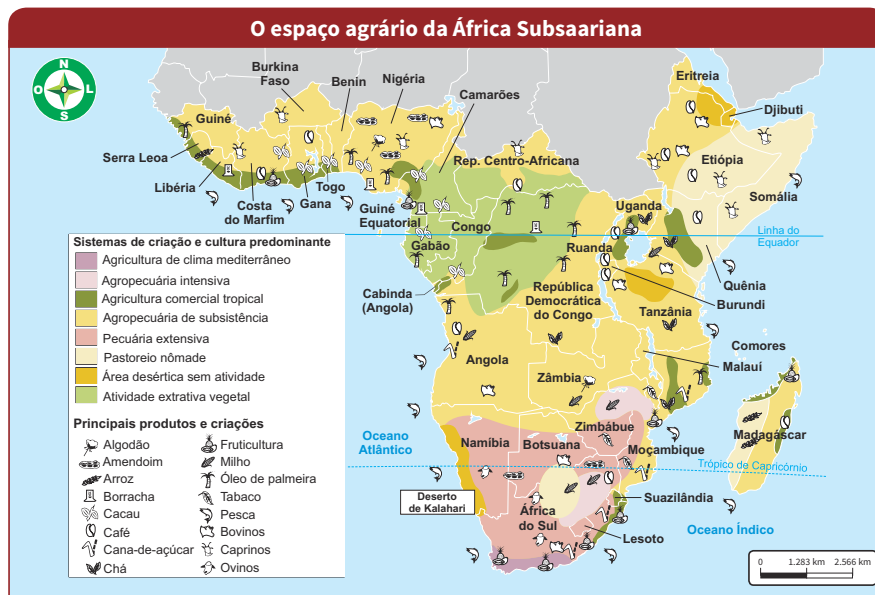 O espaço agrário da África Subsaariana
N
O
L
S
Burkina
Faso
Benin
Nigéria
Camarões
Eritreia
Djibuti
Guiné
Serra Leoa
Libéria
Costa
do Marfim
Gana
Togo
Guiné
Equatorial
Rep. Centro-Africana
Etiópia
Somália
Uganda
Linha do
Equador
Congo
Gabão
Ruanda
Quênia
Burundi
Cabinda
(Angola)
República
Democrática
do Congo
Tanzânia
Comores
Malauí
Angola
Zâmbia
Zimbábue
Moçambique
Madagáscar
Oceano
Atlântico
Namíbia
Botsuana
Trópico de Capricórnio
Deserto
de Kalahari
África
do Sul
Suazilândia
Lesoto
Oceano Índico
Sistemas de criação e cultura predominante
Agricultura de clima mediterrâneo
Agropecuária intensiva
Agricultura comercial tropical
Agropecuária de subsistência
Pecuária extensiva
Pastoreio nômade
Área desértica sem atividade
Atividade extrativa vegetal
Principais produtos e criações
Algodão
Amendoim
Arroz
Borracha
Cacau
Café
Cana-de-açúcar
Chá
Fruticultura
Milho
Óleo de palmeira
Tabaco
Pesca
Bovinos
Caprinos
Ovinos
0 1.283 km 2.566 km